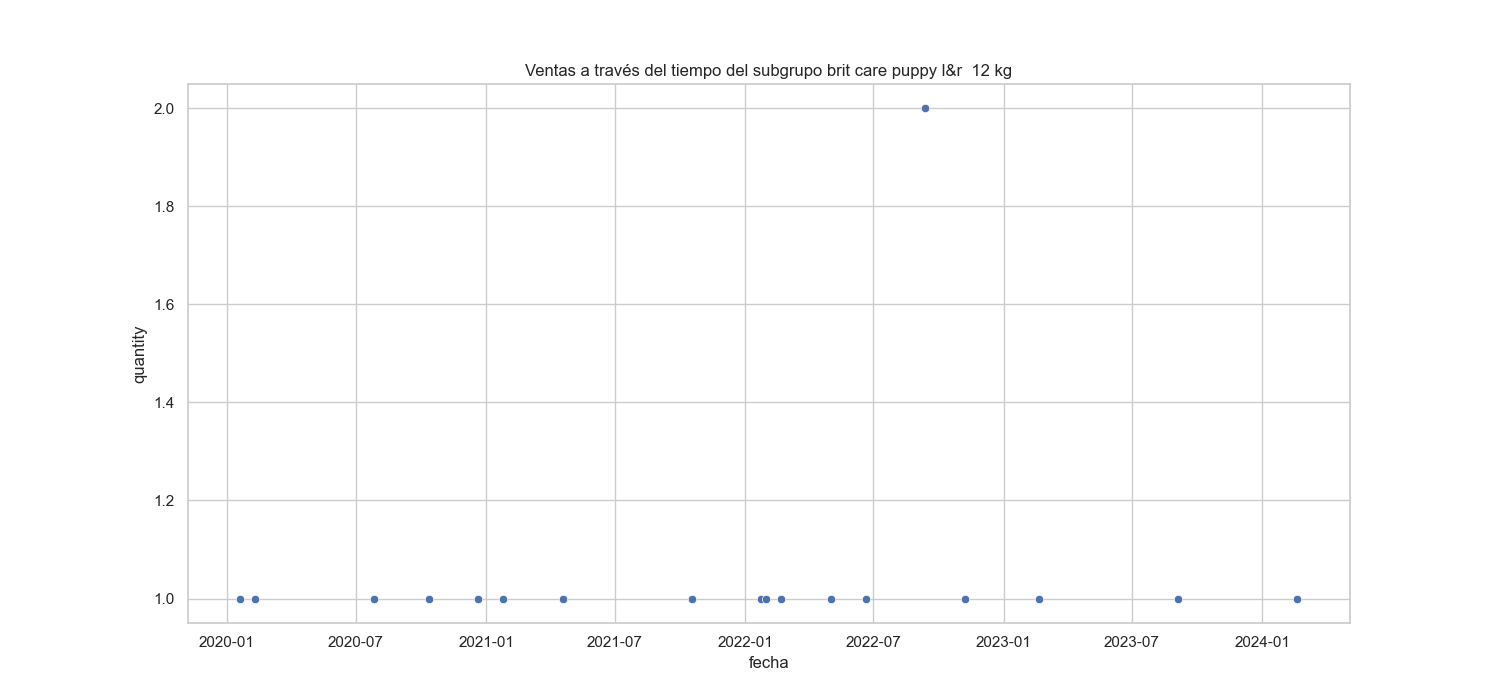 Ventas a través del tiempo del subgrupo brit care puppy l&r  12 kg
2.0
1.8
1.6
1.4
1.2
1.0
quantity
2020-01 2020-07 2021-01 2021-07 2022-01 2022-07 2023-01 2023-07 2024-01
fecha